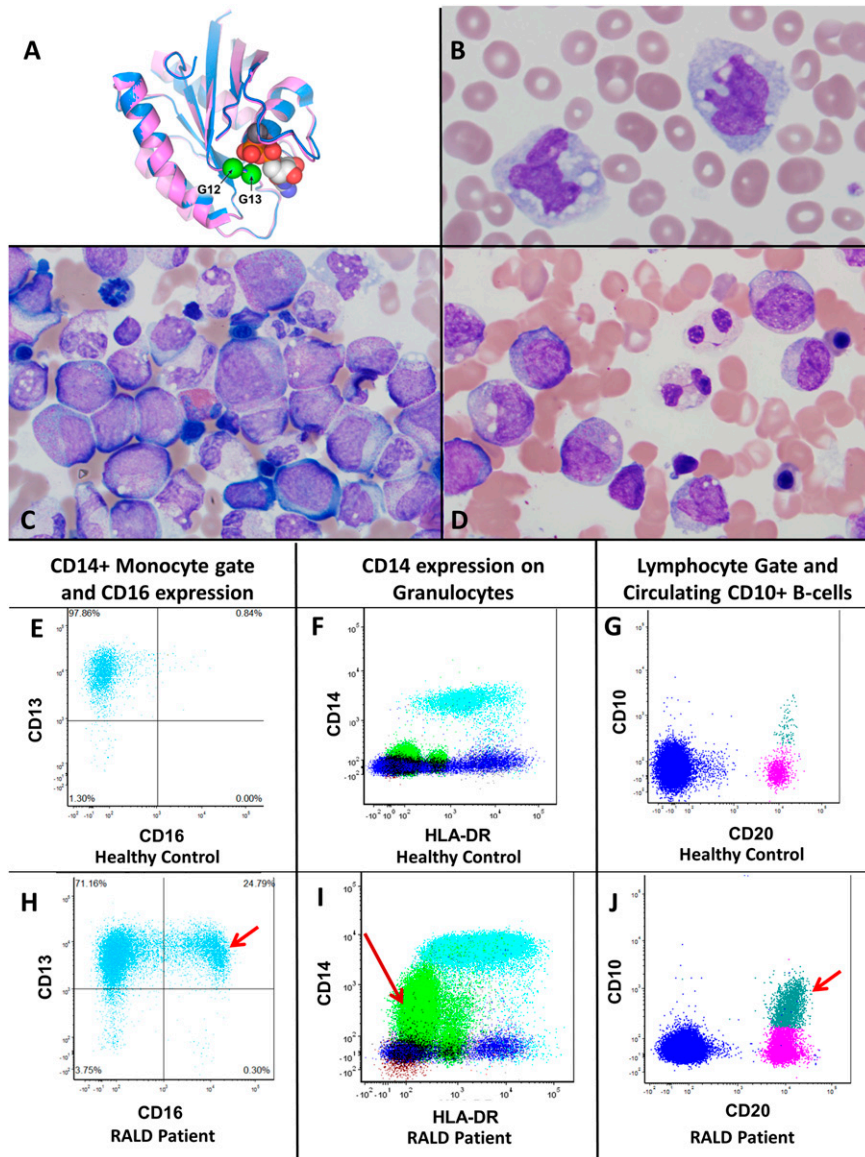 A
G12
G13
B
C
D
CD14+ Monocyte gate
and CD16 expression
CD14 expression on
Granulocytes
Lymphocyte Gate and
Circulating CD10+ B-cells
E
97.86%
0.84%
1.30%
0.00%
CD13
CD16
Healthy Control
F
CD14
HLA-DR
Healthy Control
G
CD10
CD20
Healthy Control
H
71.16%
24.79%
3.75%
0.30%
CD13
CD16
RALD Patient
I
CD14
HLA-DR
RALD Patient
J
CD10
CD20
RALD Patient